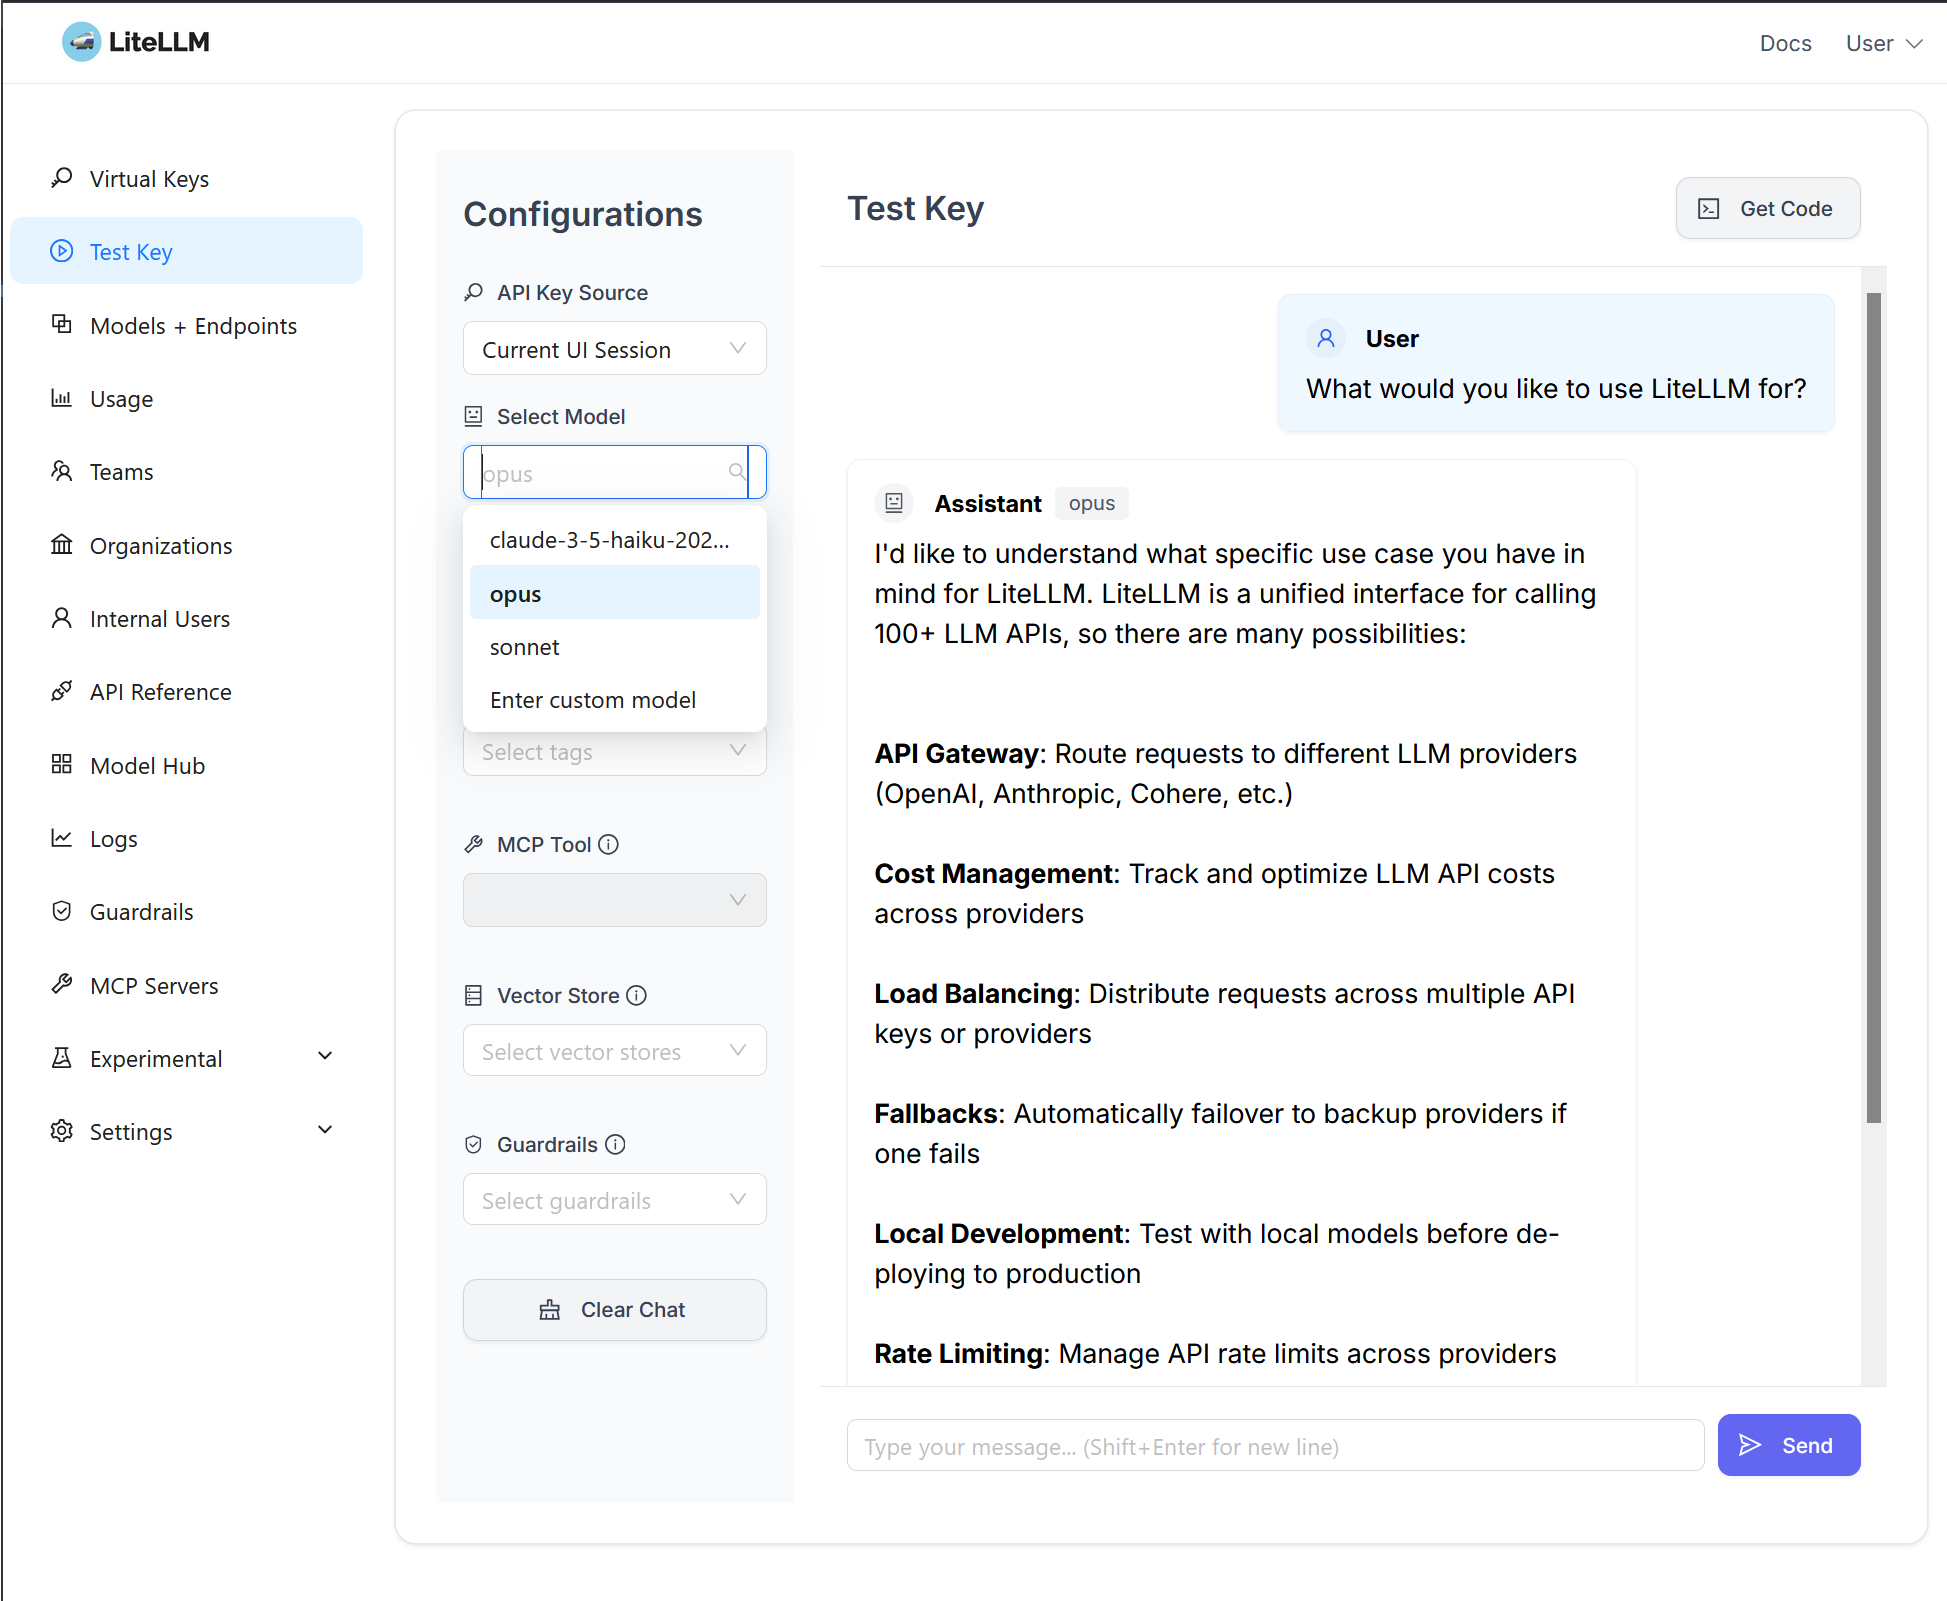 LiteLLM
Docs
User
Virtual Keys
Test Key
Models + Endpoints
Usage
Teams
Organizations
Internal Users
API Reference
Model Hub
Logs
Guardrails
MCP Servers
Experimental
Settings
Configurations
API Key Source
Current UI Session
Select Model
opus
claude-3-5-haiku-202...
opus
sonnet
Enter custom model
Select tags
MCP Tool
Vector Store
Select vector stores
Guardrails
Select guardrails
Clear Chat
Test Key
Get Code
User
What would you like to use LiteLLM for?
Assistant opus
I'd like to understand what specific use case you have in
mind for LiteLLM. LiteLLM is a unified interface for calling
100+ LLM APIs, so there are many possibilities:
API Gateway: Route requests to different LLM providers
(OpenAI, Anthropic, Cohere, etc.)
Cost Management: Track and optimize LLM API costs
across providers
Load Balancing: Distribute requests across multiple API
keys or providers
Fallbacks: Automatically failover to backup providers if
one fails
Local Development: Test with local models before de-
ploying to production
Rate Limiting: Manage API rate limits across providers
Type your message... (Shift+Enter for new line)
Send